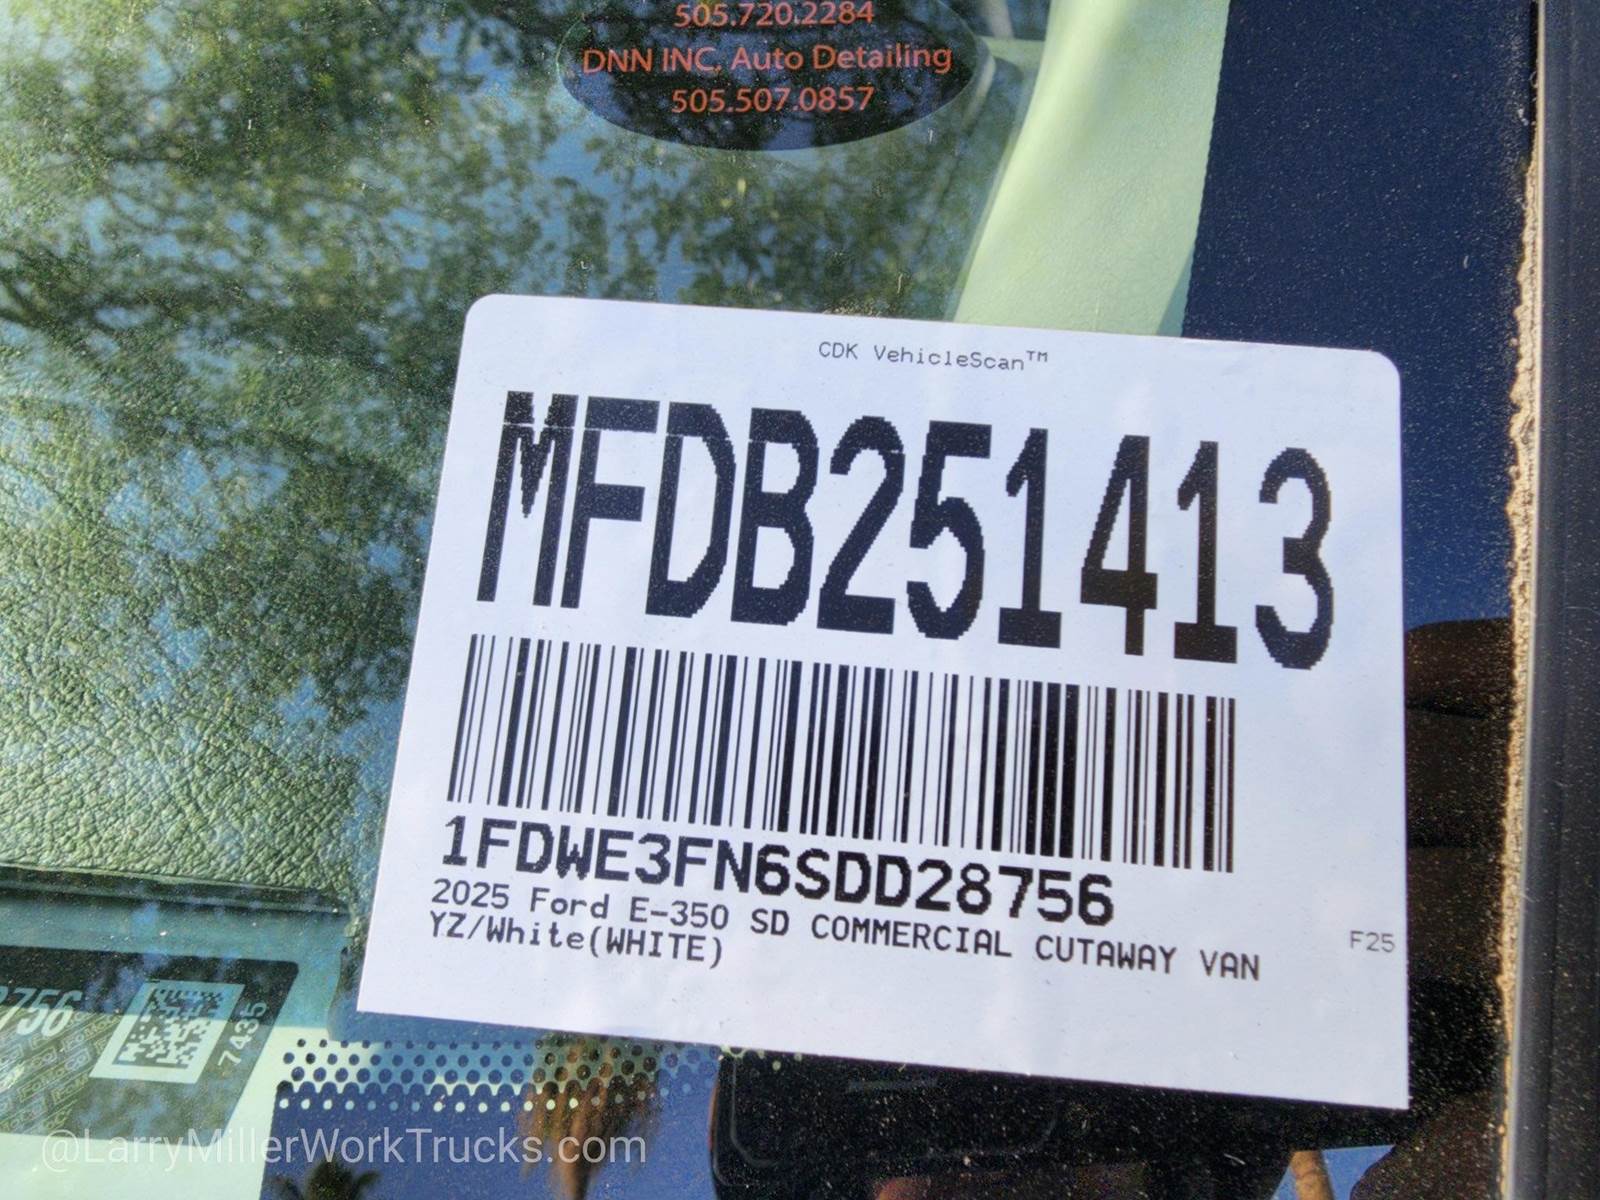 505.720.2284
DNN INC. Auto Detailing
505.507.0857
CDK VehicleScan™
MFDB251413
1FDWE3FN6SDD28756
2025 Ford E-350 SD COMMERCIAL CUTAWAY VAN
YZ/White(WHITE)
F25
8756
7435
@LarryMillerWorkTrucks.com